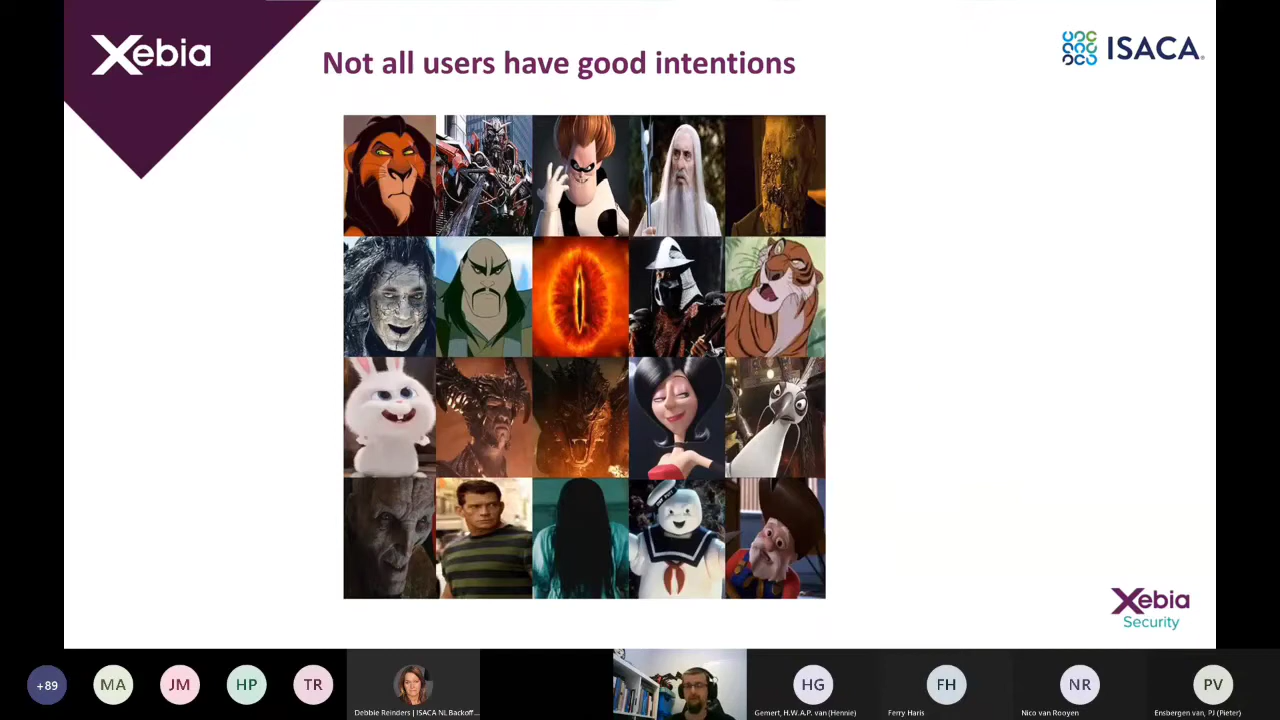 Xebia
Not all users have good intentions
ISACA
Xebia
Security
+89
MA
JM
HP
TR
Debbie Reinders | ISACA NL Backoff...
HG
Gemert, H.W.A.P. van (Hennie)
FH
Ferry Haris
NR
Nico van Rooyen
PV
Ensbergen van, PJ (Pieter)